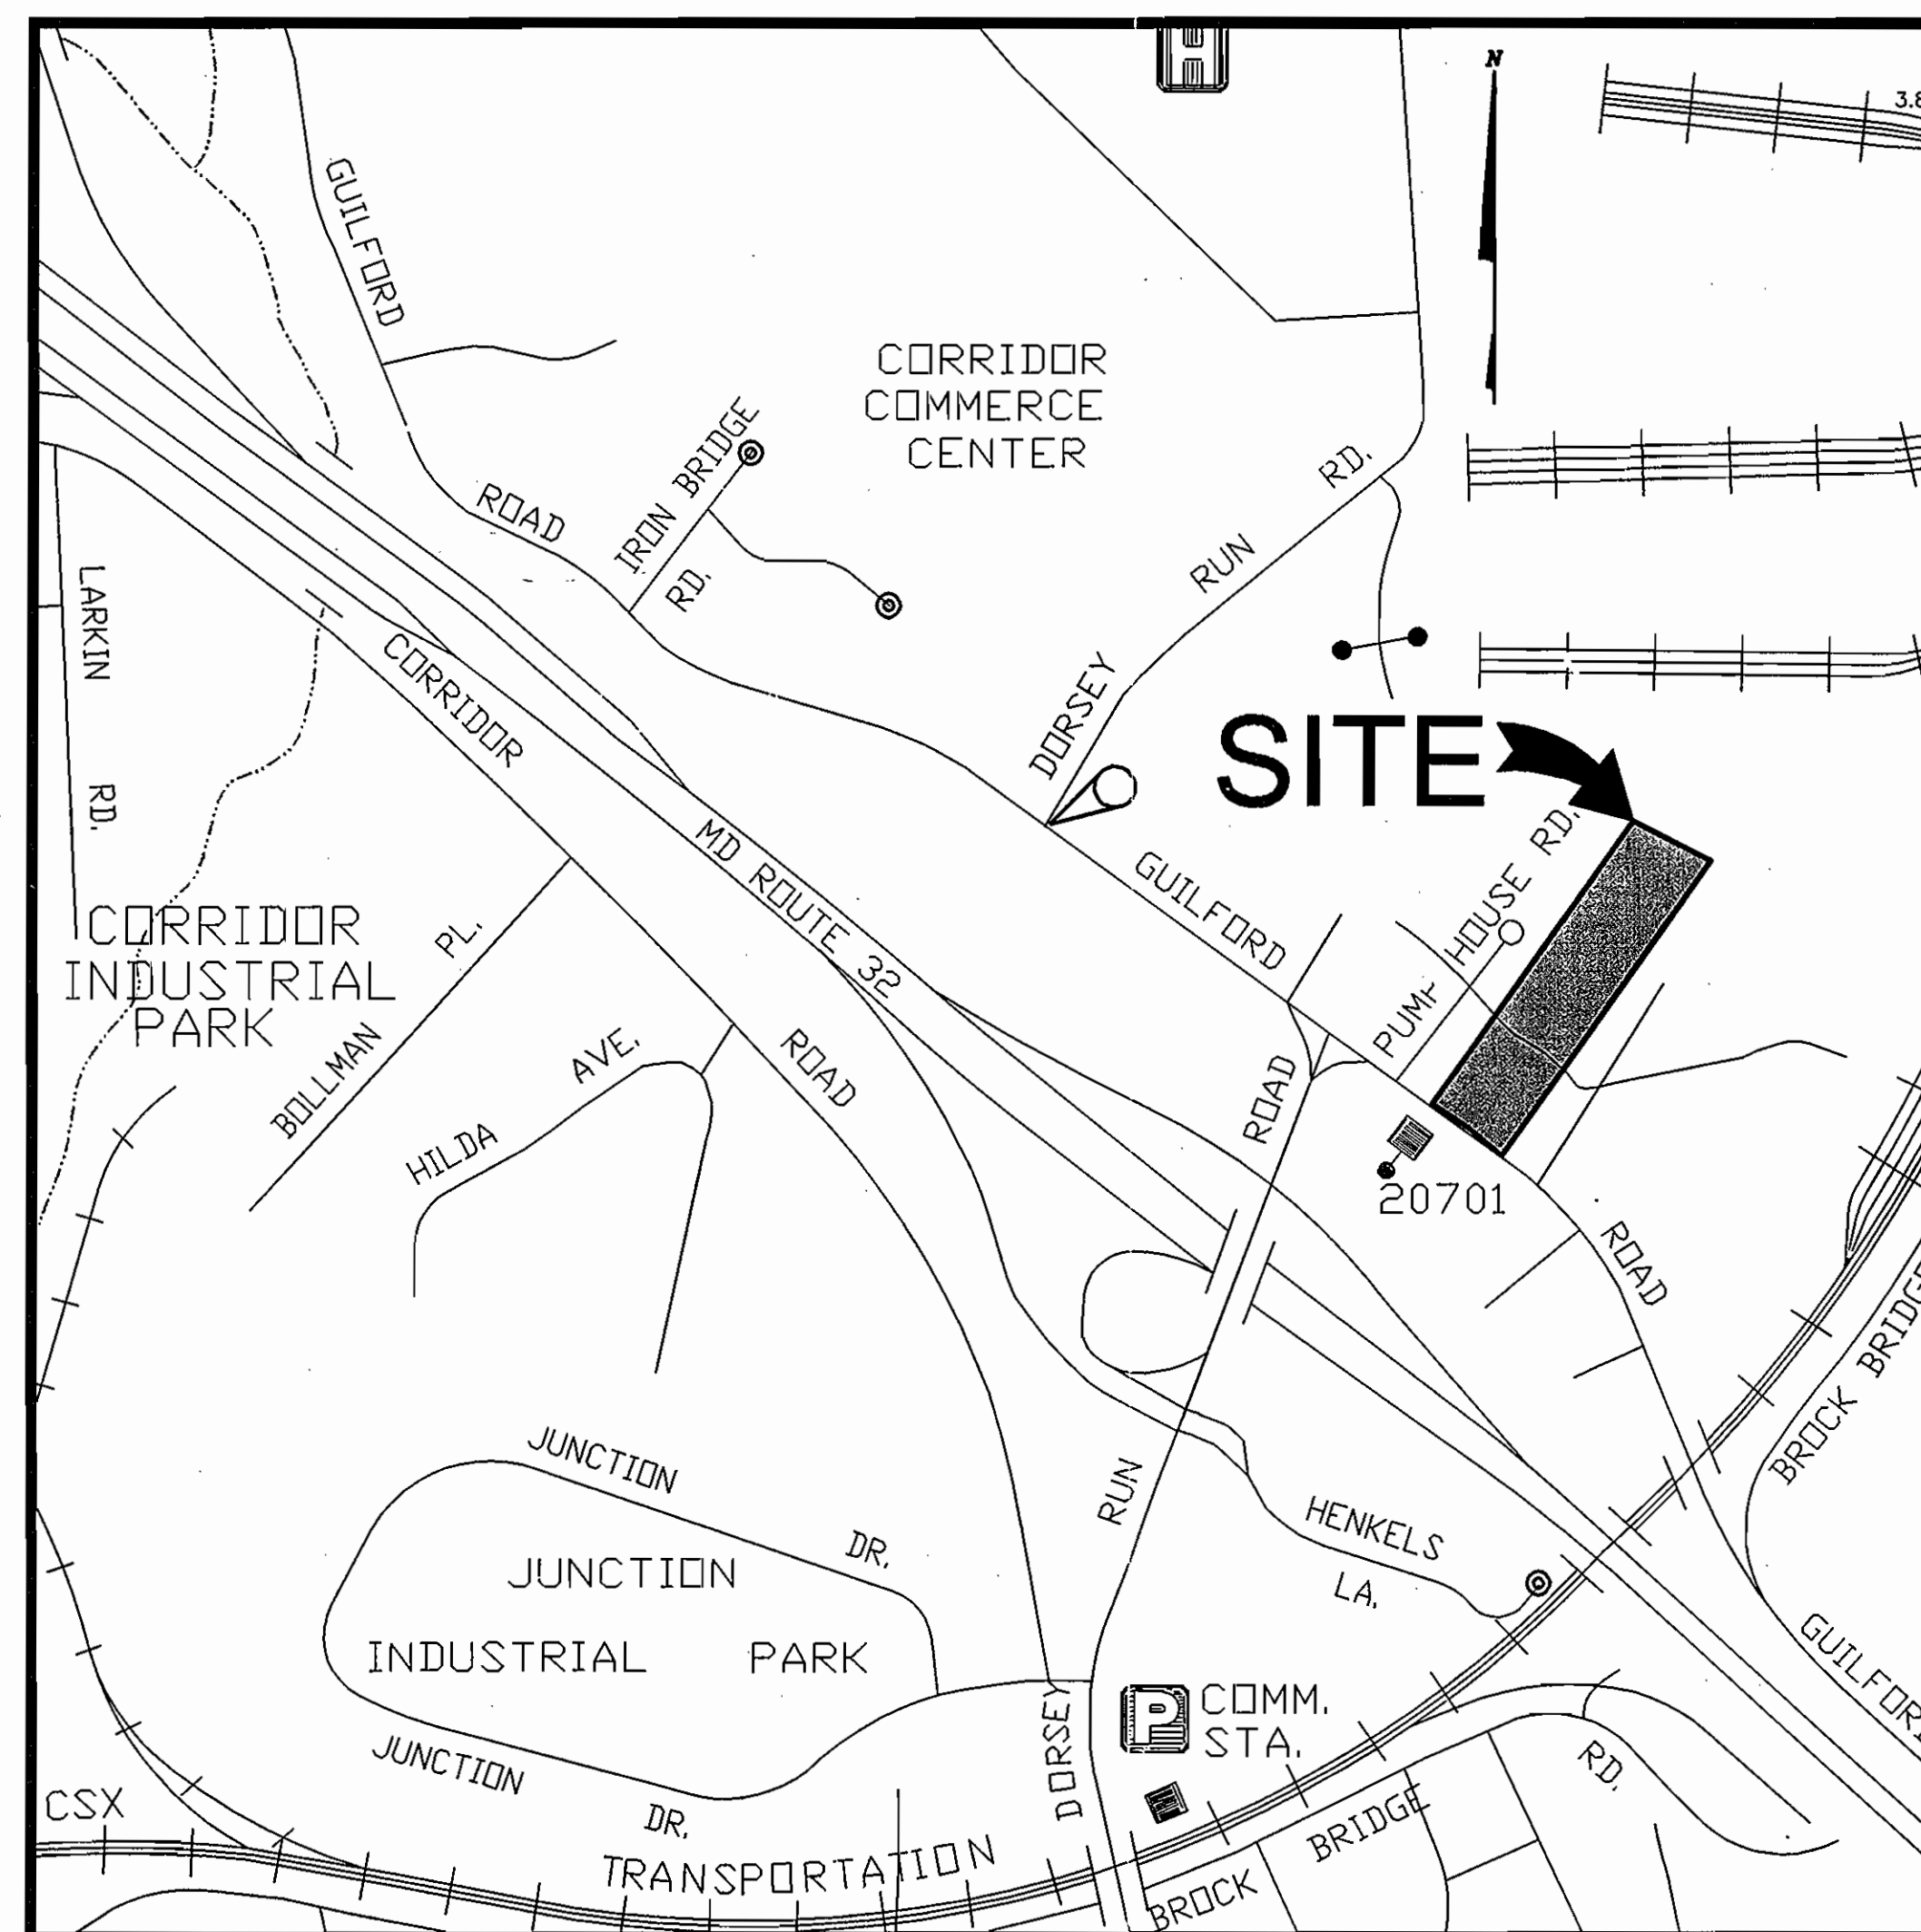 H
N
3.8
GUILFORD
CORRIDOR
COMMERCE
CENTER
IRON BRIDGE
RD.
ROAD
RD.
RUN
DORSEY
LARKIN
RD.
CORRIDOR
SITE
MD ROUTE 32
GUILFORD
PUMP HOUSE RD.
CORRIDOR
INDUSTRIAL
PARK
BOLLMAN PL.
HILDA AVE.
ROAD
ROAD
20701
ROAD
BROCK BRIDGE
JUNCTION
DR.
RUN
HENKELS
LA.
JUNCTION
INDUSTRIAL PARK
GUILFORD
P
COMM.
STA.
DORSEY
JUNCTION
DR.
RD.
CSX
TRANSPORTATION
BROCK BRIDGE